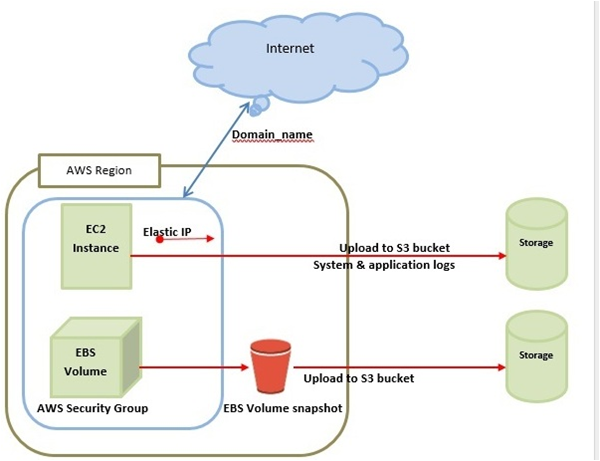 Internet
Domain_name
AWS Region
EC2
Instance
Elastic IP
Upload to S3 bucket
System & application logs
Storage
EBS
Volume
AWS Security Group
EBS Volume snapshot
Upload to S3 bucket
Storage